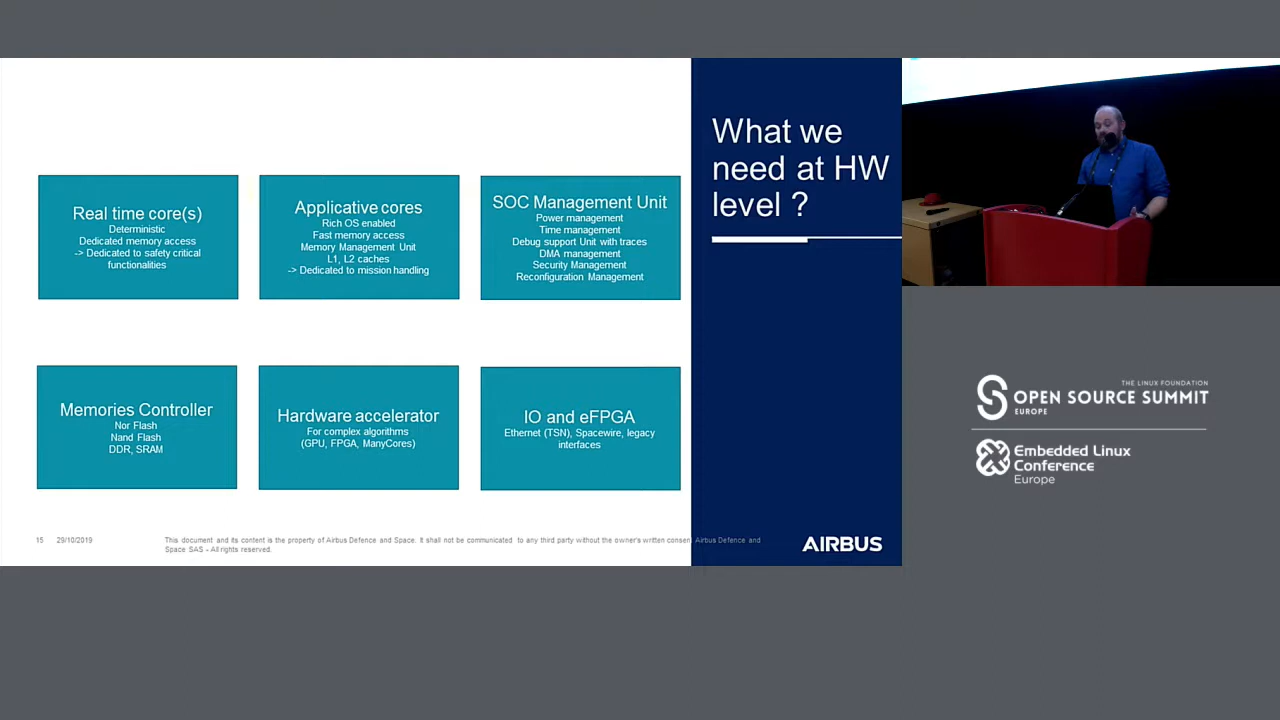 What we
need at HW
level ?
Real time core(s)
Deterministic
Dedicated memory access
-> Dedicated to safety critical
functionalities
Applicative cores
Rich OS enabled
Fast memory access
Memory Management Unit
L1, L2 caches
-> Dedicated to mission handling
SOC Management Unit
Power management
Time management
Debug support Unit with traces
DMA management
Security Management
Reconfiguration Management
Memories Controller
Nor Flash
Nand Flash
DDR, SRAM
Hardware accelerator
For complex algorithms
(GPU, FPGA, ManyCores)
IO and eFPGA
Ethernet (TSN), Spacewire, legacy
interfaces
15 29/10/2019
This document and its content is the property of Airbus Defence and Space. It shall not be communicated to any third party without the owner's written consen Airbus Defence and
Space SAS - All rights reserved.
AIRBUS
THE LINUX FOUNDATION
OPEN SOURCE SUMMIT
EUROPE
Embedded Linux
Conference
Europe